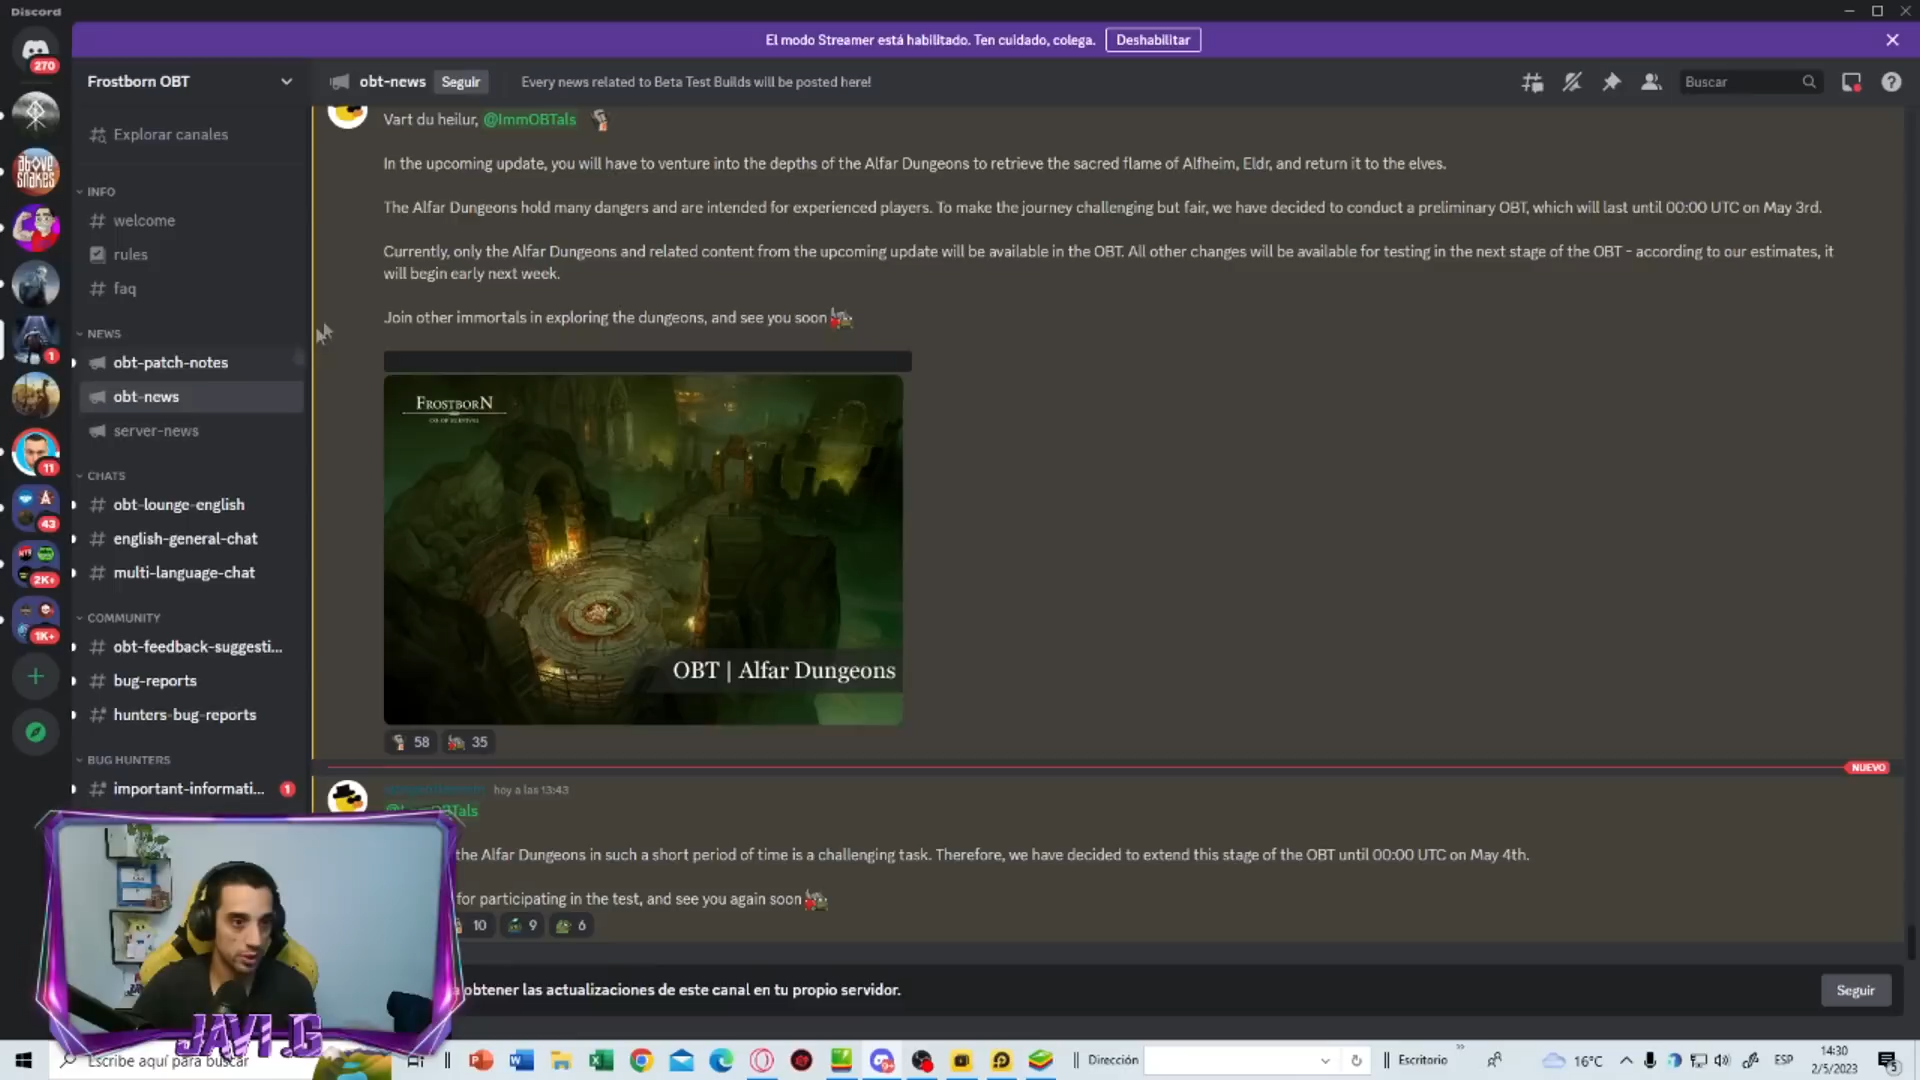 Discord
El modo Streamer está habilitado. Ten cuidado, colega.
Deshabilitar
270
Frostborn OBT
obt-news
Seguir
Every news related to Beta Test Builds will be posted here!
Buscar
Explorar canales
INFO
welcome
rules
faq
NEWS
obt-patch-notes
obt-news
server-news
CHATS
obt-lounge-english
english-general-chat
multi-language-chat
COMMUNITY
obt-feedback-suggesti...
bug-reports
hunters-bug-reports
BUG HUNTERS
important-informati...
1
above snakes
1
11
43
2K+
1K+
Vart du heilur, @ImmOBTals
In the upcoming update, you will have to venture into the depths of the Alfar Dungeons to retrieve the sacred flame of Alfheim, Eldr, and return it to the elves.
The Alfar Dungeons hold many dangers and are intended for experienced players. To make the journey challenging but fair, we have decided to conduct a preliminary OBT, which will last until 00:00 UTC on May 3rd.
Currently, only the Alfar Dungeons and related content from the upcoming update will be available in the OBT. All other changes will be available for testing in the next stage of the OBT - according to our estimates, it
will begin early next week.
Join other immortals in exploring the dungeons, and see you soon
FROSTBORN
OBT | Alfar Dungeons
58
35
NUEVO
hoy a las 13:43
the Alfar Dungeons in such a short period of time is a challenging task. Therefore, we have decided to extend this stage of the OBT until 00:00 UTC on May 4th.
for participating in the test, and see you again soon
10
9
6
obtener las actualizaciones de este canal en tu propio servidor.
Seguir
JAVI.G
Escribe aquí para buscar
Dirección
Escritorio
16°C
ESP
14:30
2/5/2023
5